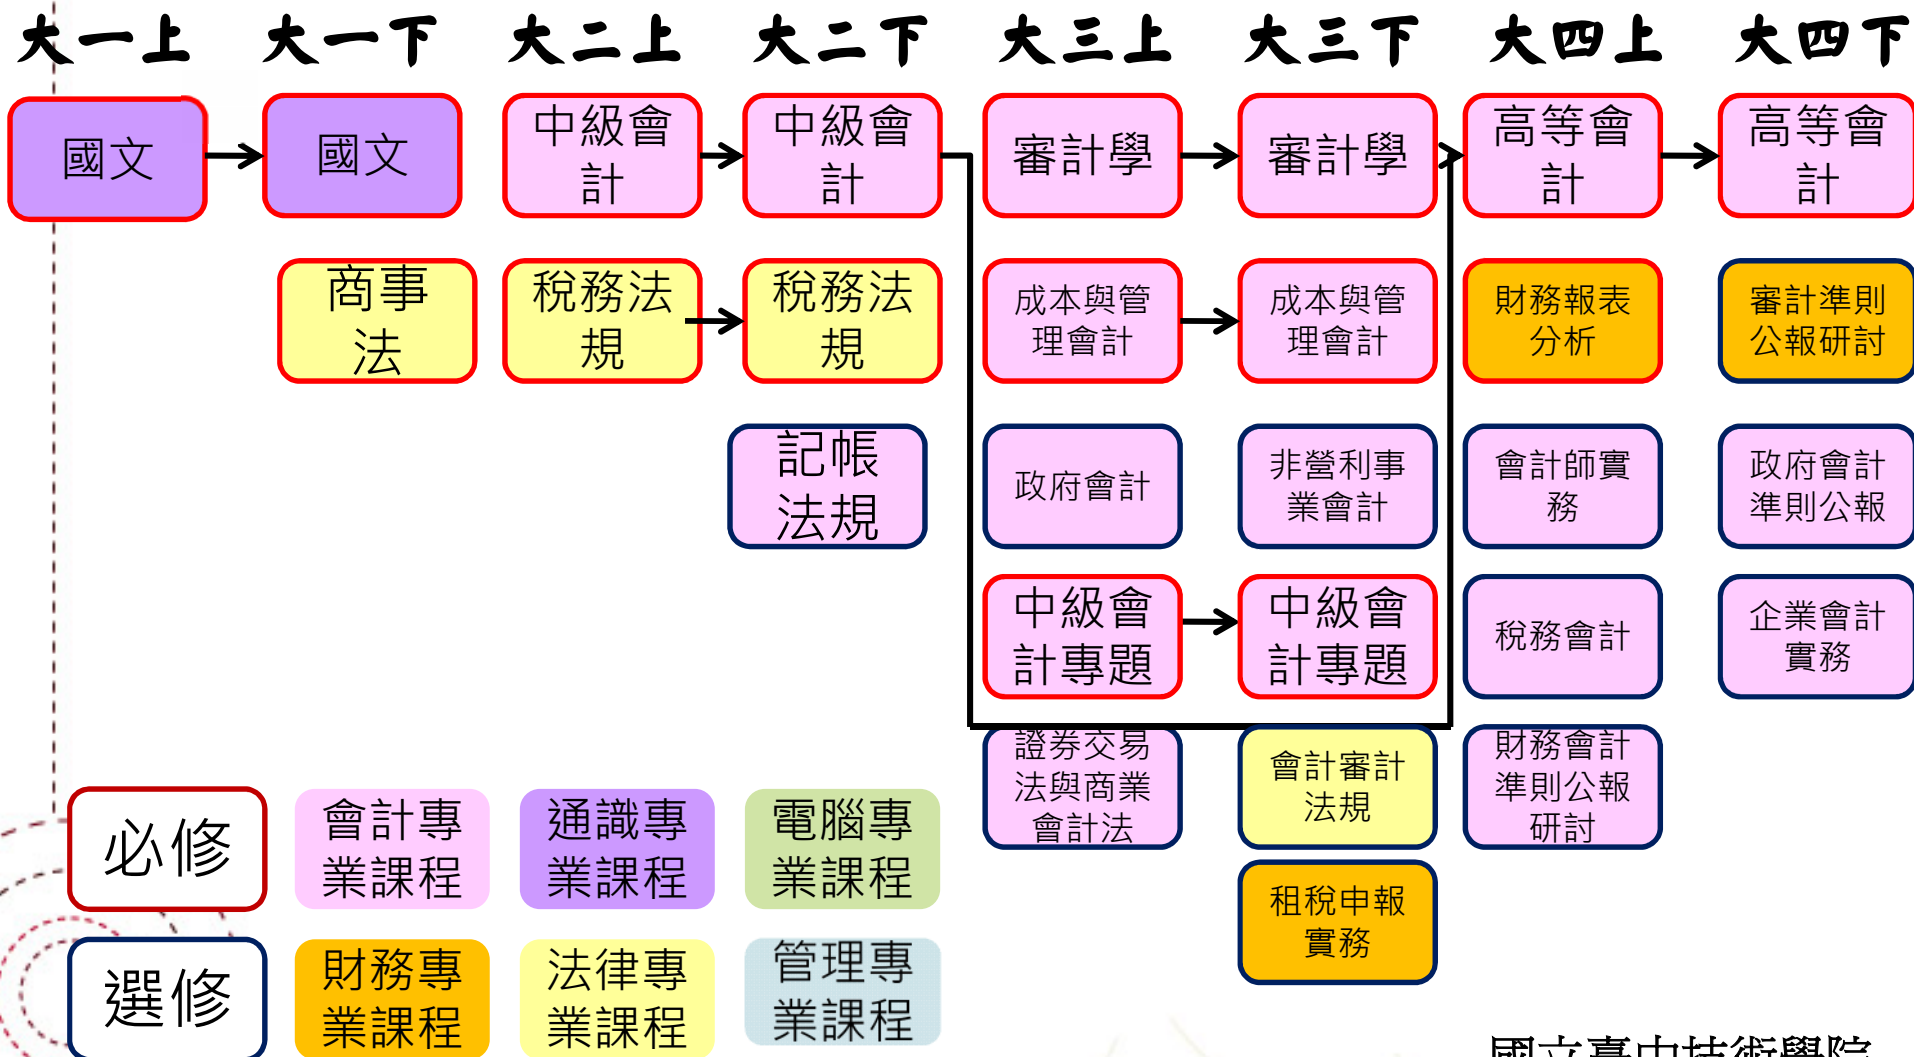 大一上 大一下 大二上 大二下 大三上 大三下 大四上 大四下
國文
國文
中級會
計
中級會
計
審計學
審計學
高等會
計
高等會
計
商事
法
稅務法
規
稅務法
規
成本與管
理會計
成本與管
理會計
財務報表
分析
審計準則
公報研討
記帳
法規
政府會計
非營利事
業會計
會計師實
務
政府會計
準則公報
中級會
計專題
中級會
計專題
稅務會計
企業會計
實務
證券交易
法與商業
會計法
會計審計
法規
財務會計
準則公報
研討
必修
會計專
業課程
通識專
業課程
電腦專
業課程
租稅申報
實務
選修
財務專
業課程
法律專
業課程
管理專
業課程
國立臺中技術學院